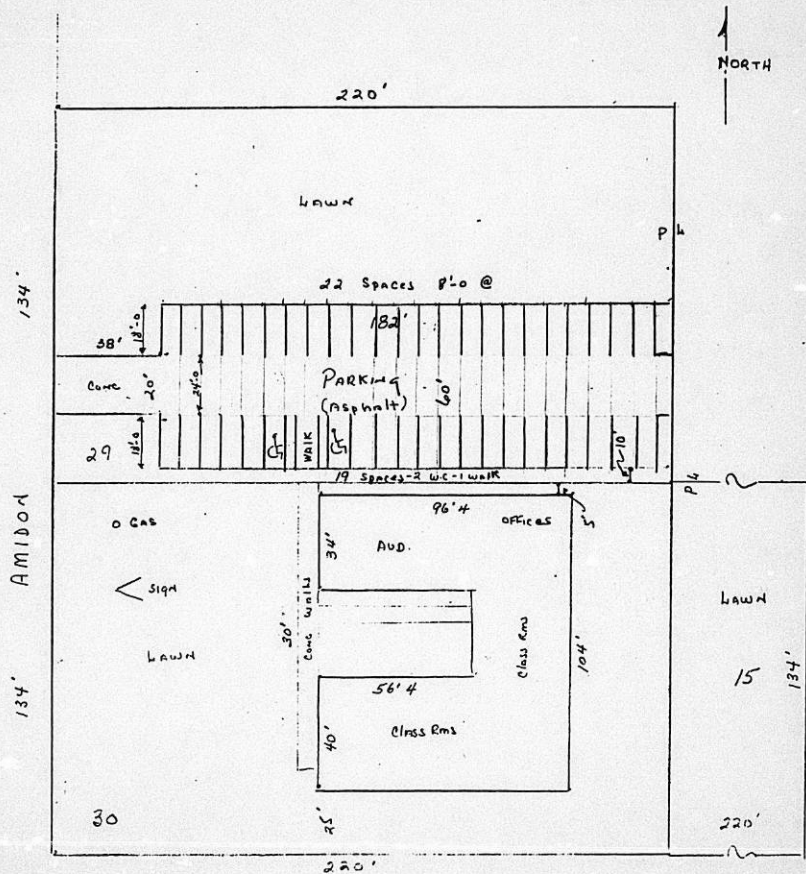 NORTH
220'
LAWN
P L
22 SPACES 8'-0 @
134'
18'-0
182'
38'
CONC
20'
24'-0
PARKING
(Asphalt)
60'
29
18'-0
WALK
10'
19 SPACES-2 W.C-1 WALK
P L
AMIDON
O GAS
96'4
OFFICES
5'
34'
AUD.
SIGN
LAWN
30'
CONC WALKS
56'4
Class Rms
104'
LAWN
15
134'
134'
40'
Class Rms
30
25'
220'
220'